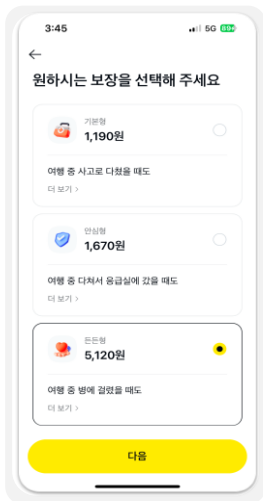 3:45
5G 89
원하시는 보장을 선택해 주세요
기본형
1,190원
여행 중 사고로 다쳤을 때도
더 보기 >
안심형
1,670원
여행 중 다쳐서 응급실에 갔을 때도
더 보기 >
든든형
5,120원
여행 중 병에 걸렸을 때도
더 보기 >
다음